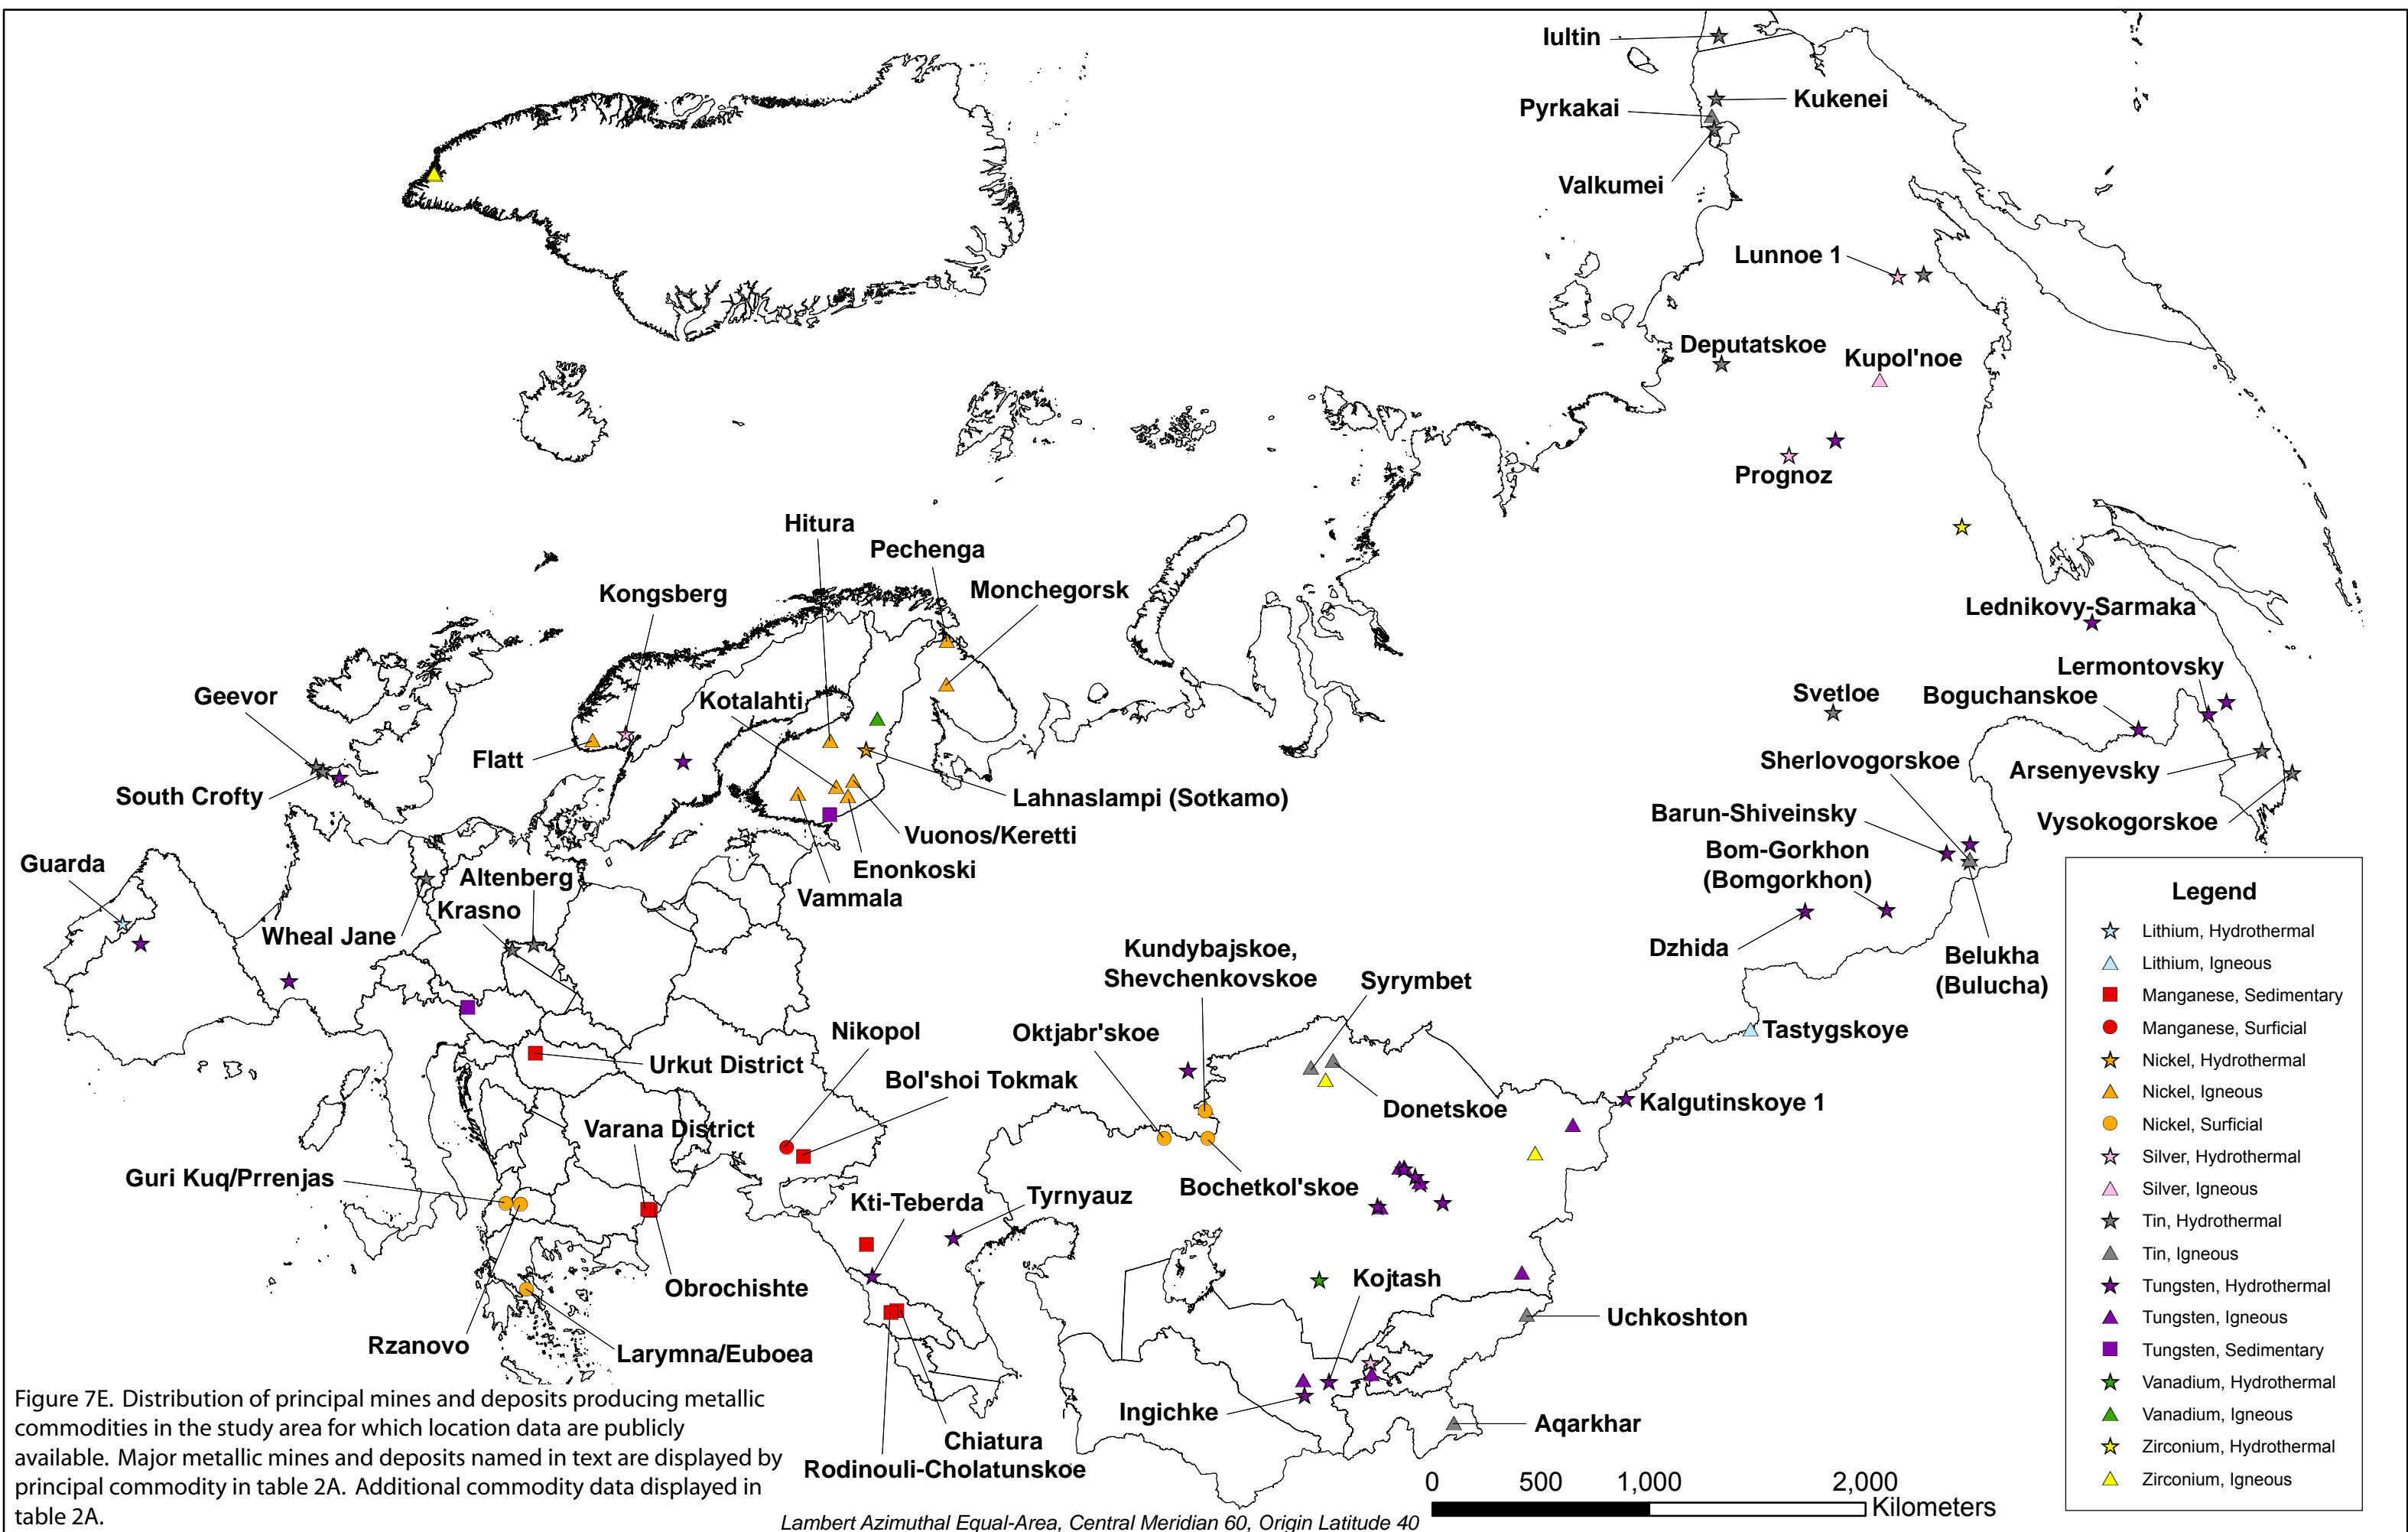 Iultin
Kukenei
Pyrkakai
Valkumei
Lunnoe 1
Deputatskoe
Kupol'noe
Prognoz
Hitura
Pechenga
Monchegorsk
Kongsberg
Lednikovy-Sarmaka
Lermontovsky
Boguchanskoe
Svetloe
Geevor
Kotalahti
Flatt
South Crofty
Sherlovogorskoe
Arsenyevsky
Lahnaslampi (Sotkamo)
Barun-Shiveinsky
Vysokogorskoe
Vuonos/Keretti
Bom-Gorkhon
(Bomgorkhon)
Guarda
Altenberg
Enonkoski
Vammala
Krasno
Wheal Jane
Dzhida
Belukha
(Bulucha)
Kundybajskoe,
Shevchenkovskoe
Syrymbet
Oktjabr'skoe
Tastygskoye
Nikopol
Urkut District
Bol'shoi Tokmak
Donetskoe
Kalgutinskoye 1
Varana District
Guri Kuq/Prrenjas
Bochetkol'skoe
Kti-Teberda
Tyrnyauz
Obrochishte
Kojtash
Uchkoshton
Rzanovo
Larymna/Euboea
Ingichke
Aqarkhar
Chiatura
Rodinouli-Cholatunskoe
Legend
Lithium, Hydrothermal
Lithium, Igneous
Manganese, Sedimentary
Manganese, Surficial
Nickel, Hydrothermal
Nickel, Igneous
Nickel, Surficial
Silver, Hydrothermal
Silver, Igneous
Tin, Hydrothermal
Tin, Igneous
Tungsten, Hydrothermal
Tungsten, Igneous
Tungsten, Sedimentary
Vanadium, Hydrothermal
Vanadium, Igneous
Zirconium, Hydrothermal
Zirconium, Igneous
Figure 7E. Distribution of principal mines and deposits producing metallic
commodities in the study area for which location data are publicly
available. Major metallic mines and deposits named in text are displayed by
principal commodity in table 2A. Additional commodity data displayed in
table 2A.
0 500 1,000 2,000
Kilometers
Lambert Azimuthal Equal-Area, Central Meridian 60, Origin Latitude 40